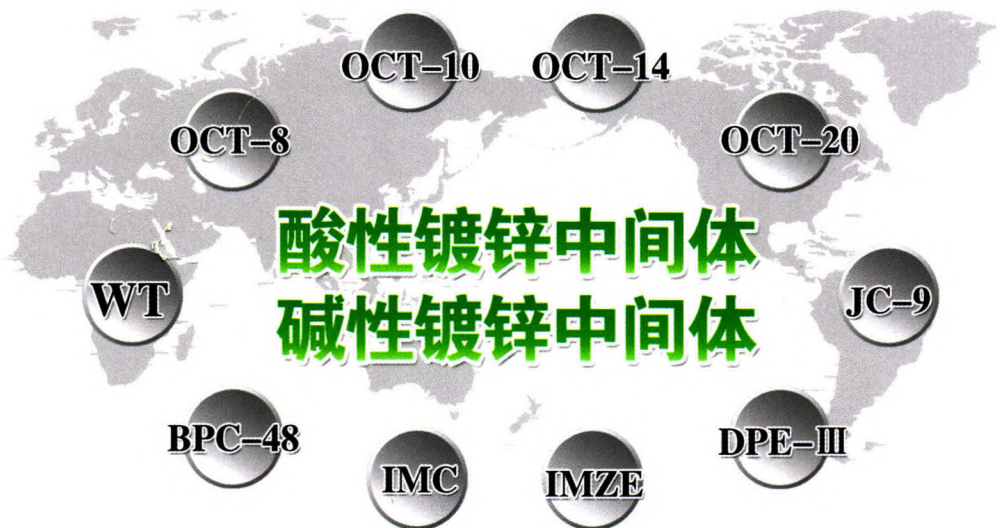 OCT-10 OCT-14
OCT-8 OCT-20
酸性镀锌中间体
WT JC-9
碱性镀锌中间体
BPC-48 DPE-Ⅲ
IMC IMZE